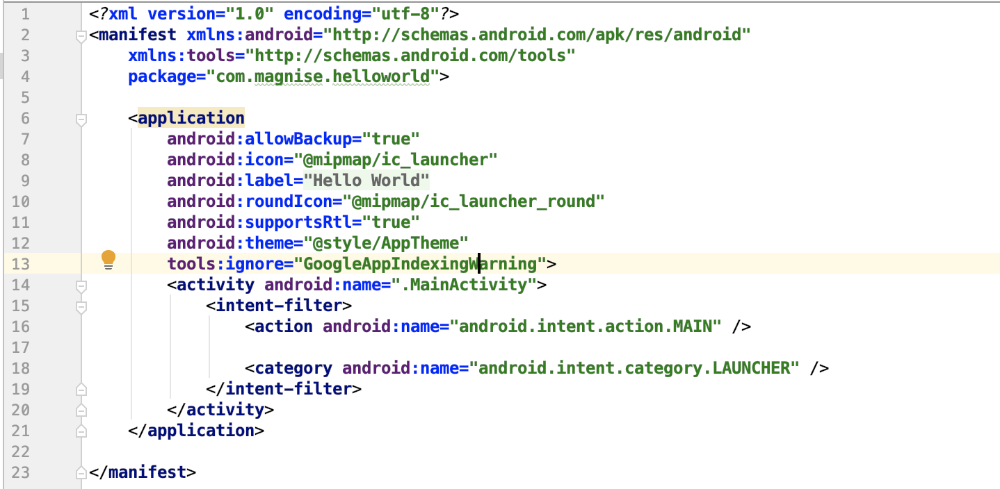 1 <?xml version="1.0" encoding="utf-8"?>
2 <manifest xmlns:android="http://schemas.android.com/apk/res/android"
3     xmlns:tools="http://schemas.android.com/tools"
4     package="com.magnise.helloworld">
5
6     <application
7         android:allowBackup="true"
8         android:icon="@mipmap/ic_launcher"
9         android:label="Hello World"
10         android:roundIcon="@mipmap/ic_launcher_round"
11         android:supportsRtl="true"
12         android:theme="@style/AppTheme"
13         tools:ignore="GoogleAppIndexingWarning">
14         <activity android:name=".MainActivity">
15             <intent-filter>
16                 <action android:name="android.intent.action.MAIN" />
17
18                 <category android:name="android.intent.category.LAUNCHER" />
19             </intent-filter>
20         </activity>
21     </application>
22
23 </manifest>